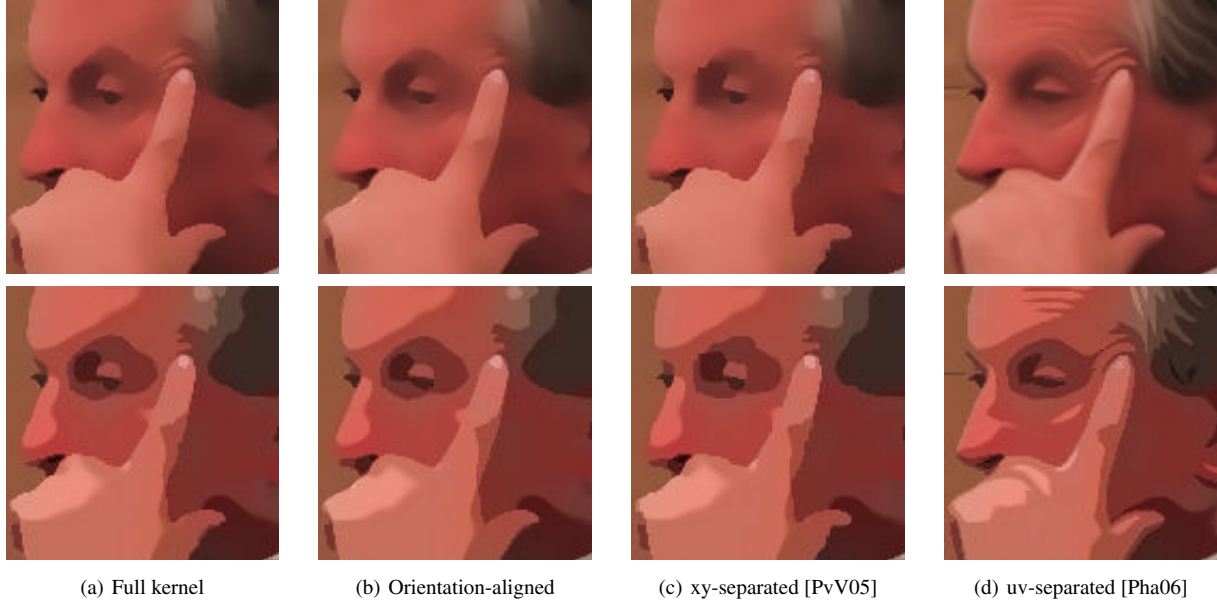 (a) Full kernel
(b) Orientation-aligned
(c) xy-separated [PvV05]
(d) uv-separated [Pha06]